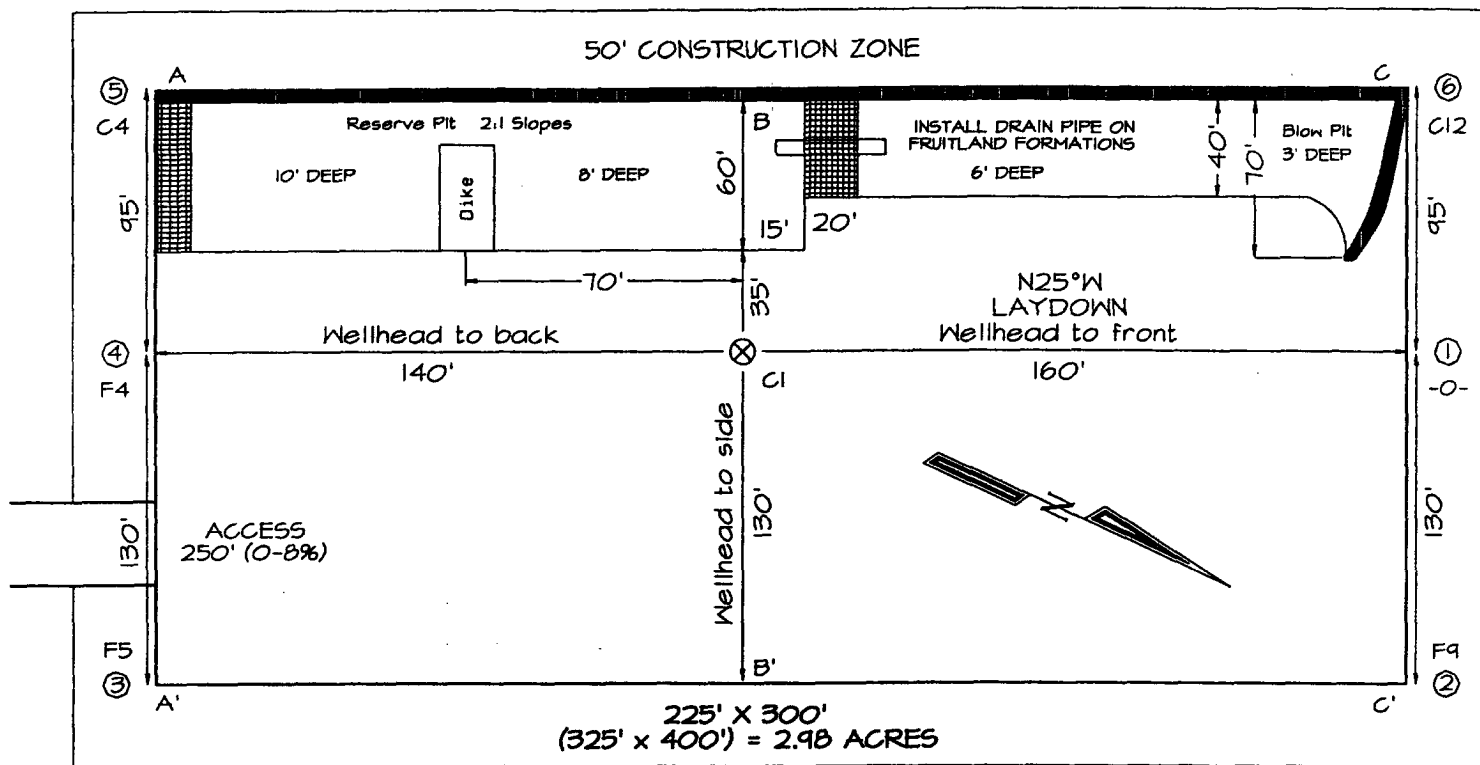 50' CONSTRUCTION ZONE
A
C
⑤
⑥
C4
C12
Reserve Pit 2:1 Slopes
B
INSTALL DRAIN PIPE ON
FRUITLAND FORMATIONS
6' DEEP
Blow Pit
3' DEEP
10' DEEP
Dike
8' DEEP
60'
40'
70'
95'
95'
15'
20'
70'
35'
N25°W
LAYDOWN
Wellhead to back
Wellhead to front
④
①
140'
C1
160'
F4
-0-
Wellhead to side
130'
N
ACCESS
250' (0-8%)
130'
130'
F5
F9
③
B'
②
A'
C'
225' X 300'
(325' x 400') = 2.98 ACRES